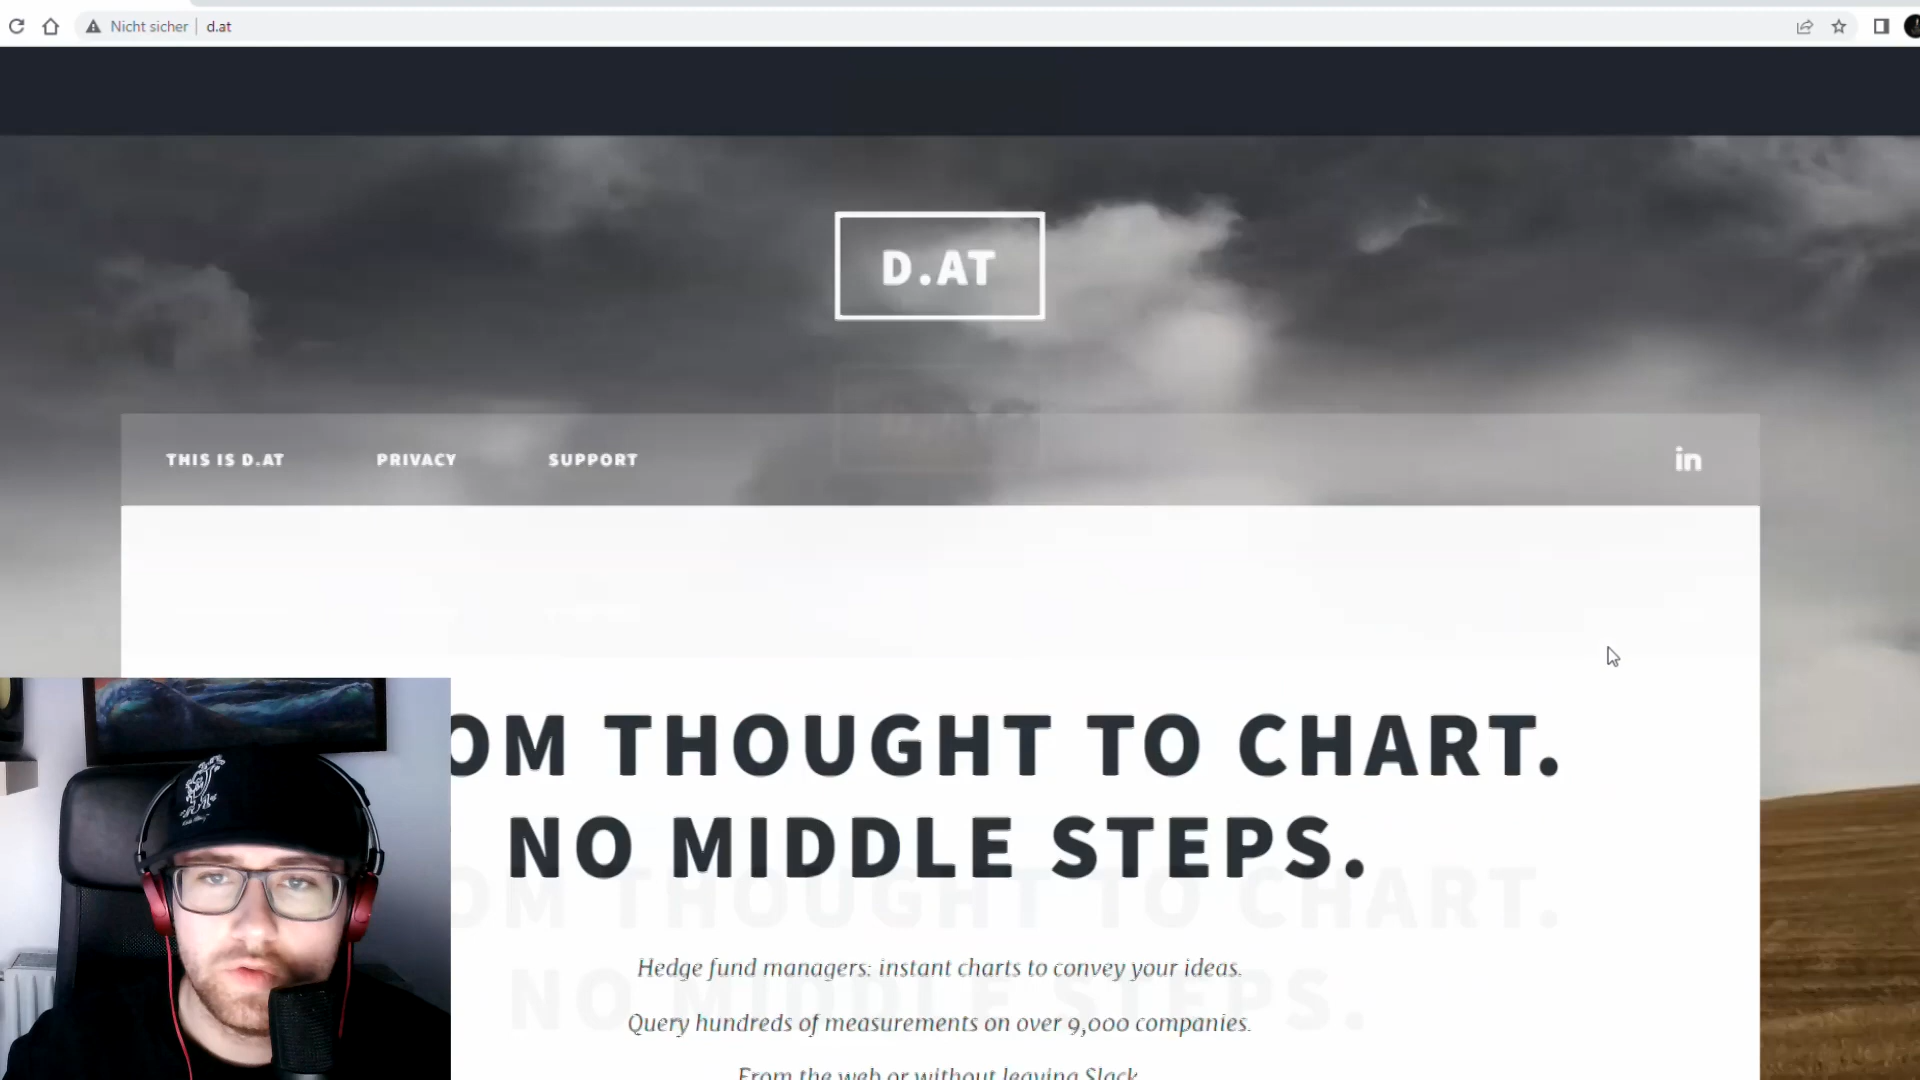 Nicht sicher d.at
D.AT
THIS IS D.AT PRIVACY SUPPORT in
OM THOUGHT TO CHART.
NO MIDDLE STEPS.
Hedge fund managers: instant charts to convey your ideas.
Query hundreds of measurements on over 9,000 companies.
From the web or without leaving Slack